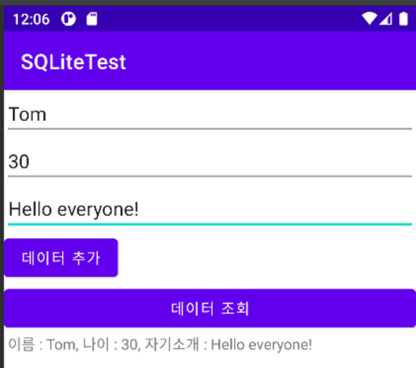 12:06
SQLiteTest
Tom
30
Hello everyone!
데이터 추가
데이터 조회
이름 : Tom, 나이 : 30, 자기소개 : Hello everyone!